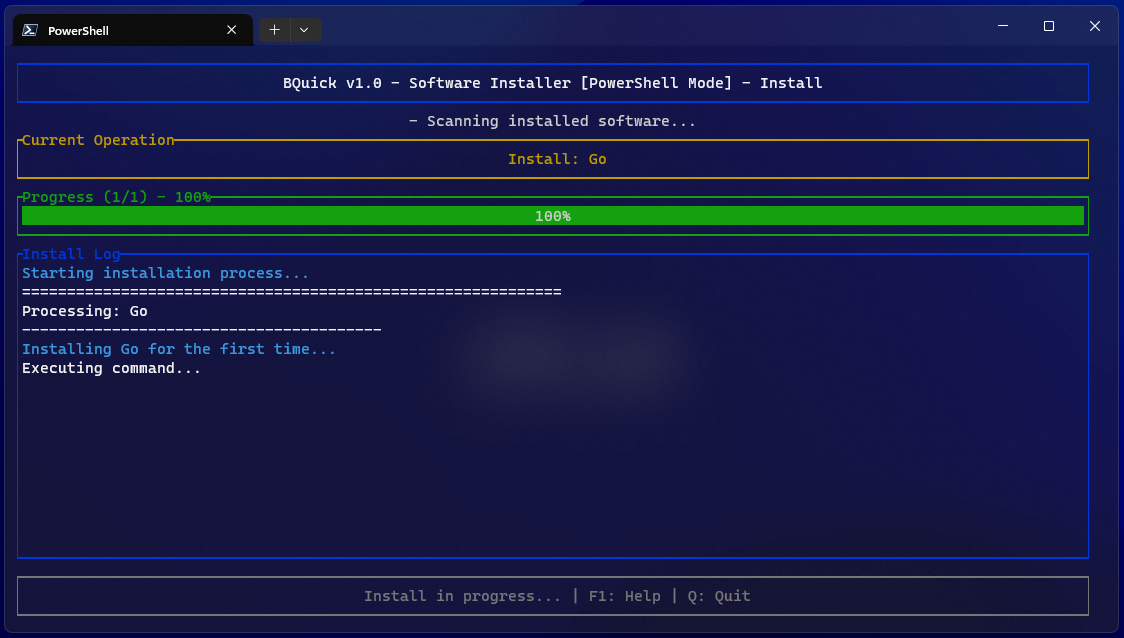 PowerShell
BQuick v1.0 - Software Installer [PowerShell Mode] - Install
- Scanning installed software...
Current Operation
Install: Go
Progress (1/1) - 100%
100%
Install Log
Starting installation process...
============================================================
Processing: Go
----------------------------------------
Installing Go for the first time...
Executing command...
Install in progress... | F1: Help | Q: Quit